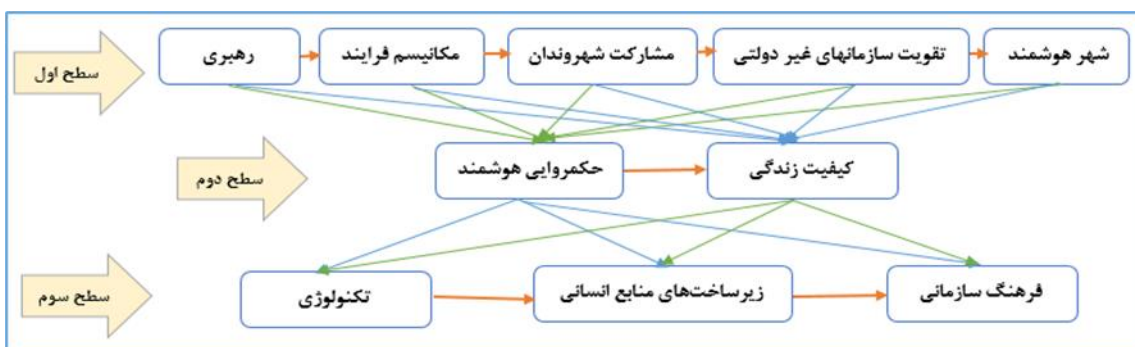 سطح اول
رهبری
مکانیسم فرایند
مشارکت شهروندان
تقویت سازمانهای غیر دولتی
شهر هوشمند
سطح دوم
حکمروایی هوشمند
کیفیت زندگی
سطح سوم
تکنولوژی
زیرساخت‌های منابع انسانی
فرهنگ سازمانی